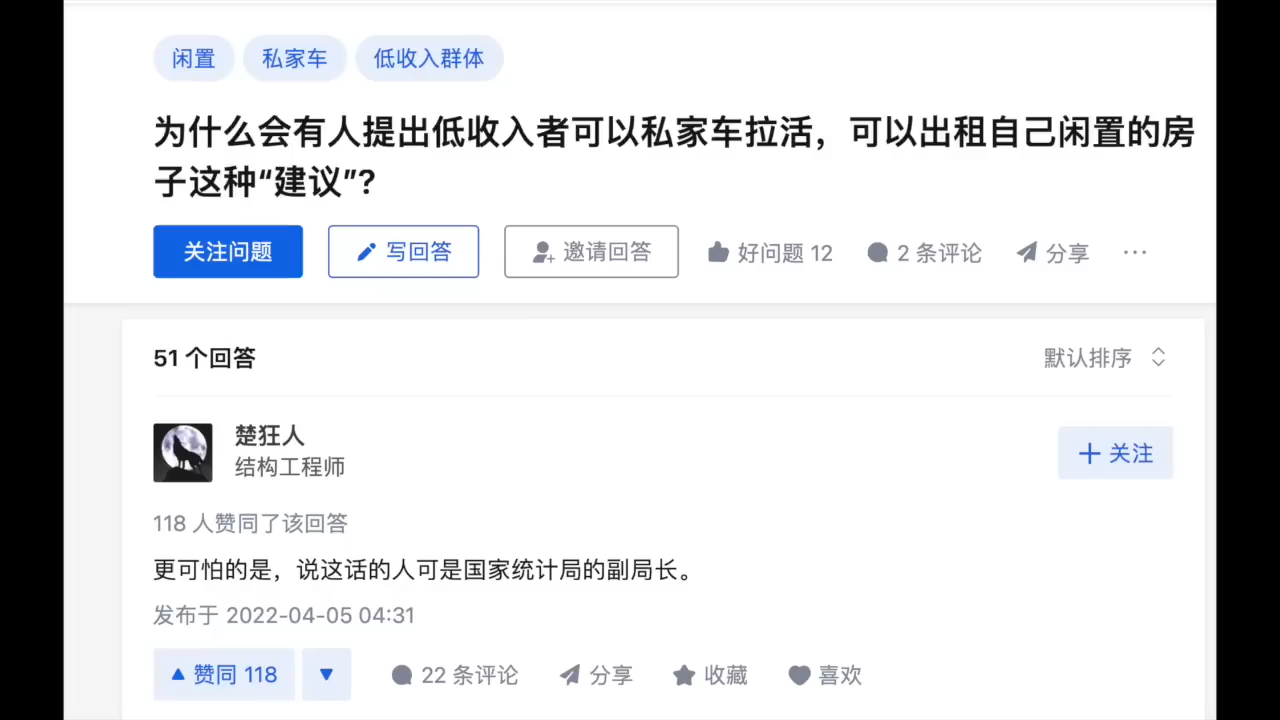 闲置 私家车 低收入群体
为什么会有人提出低收入者可以私家车拉活，可以出租自己闲置的房
子这种“建议”?
关注问题 写回答 邀请回答 好问题 12 2 条评论 分享 ···
51 个回答 默认排序
楚狂人
结构工程师
+ 关注
118 人赞同了该回答
更可怕的是，说这话的人可是国家统计局的副局长。
发布于 2022-04-05 04:31
赞同 118 22 条评论 分享 收藏 喜欢